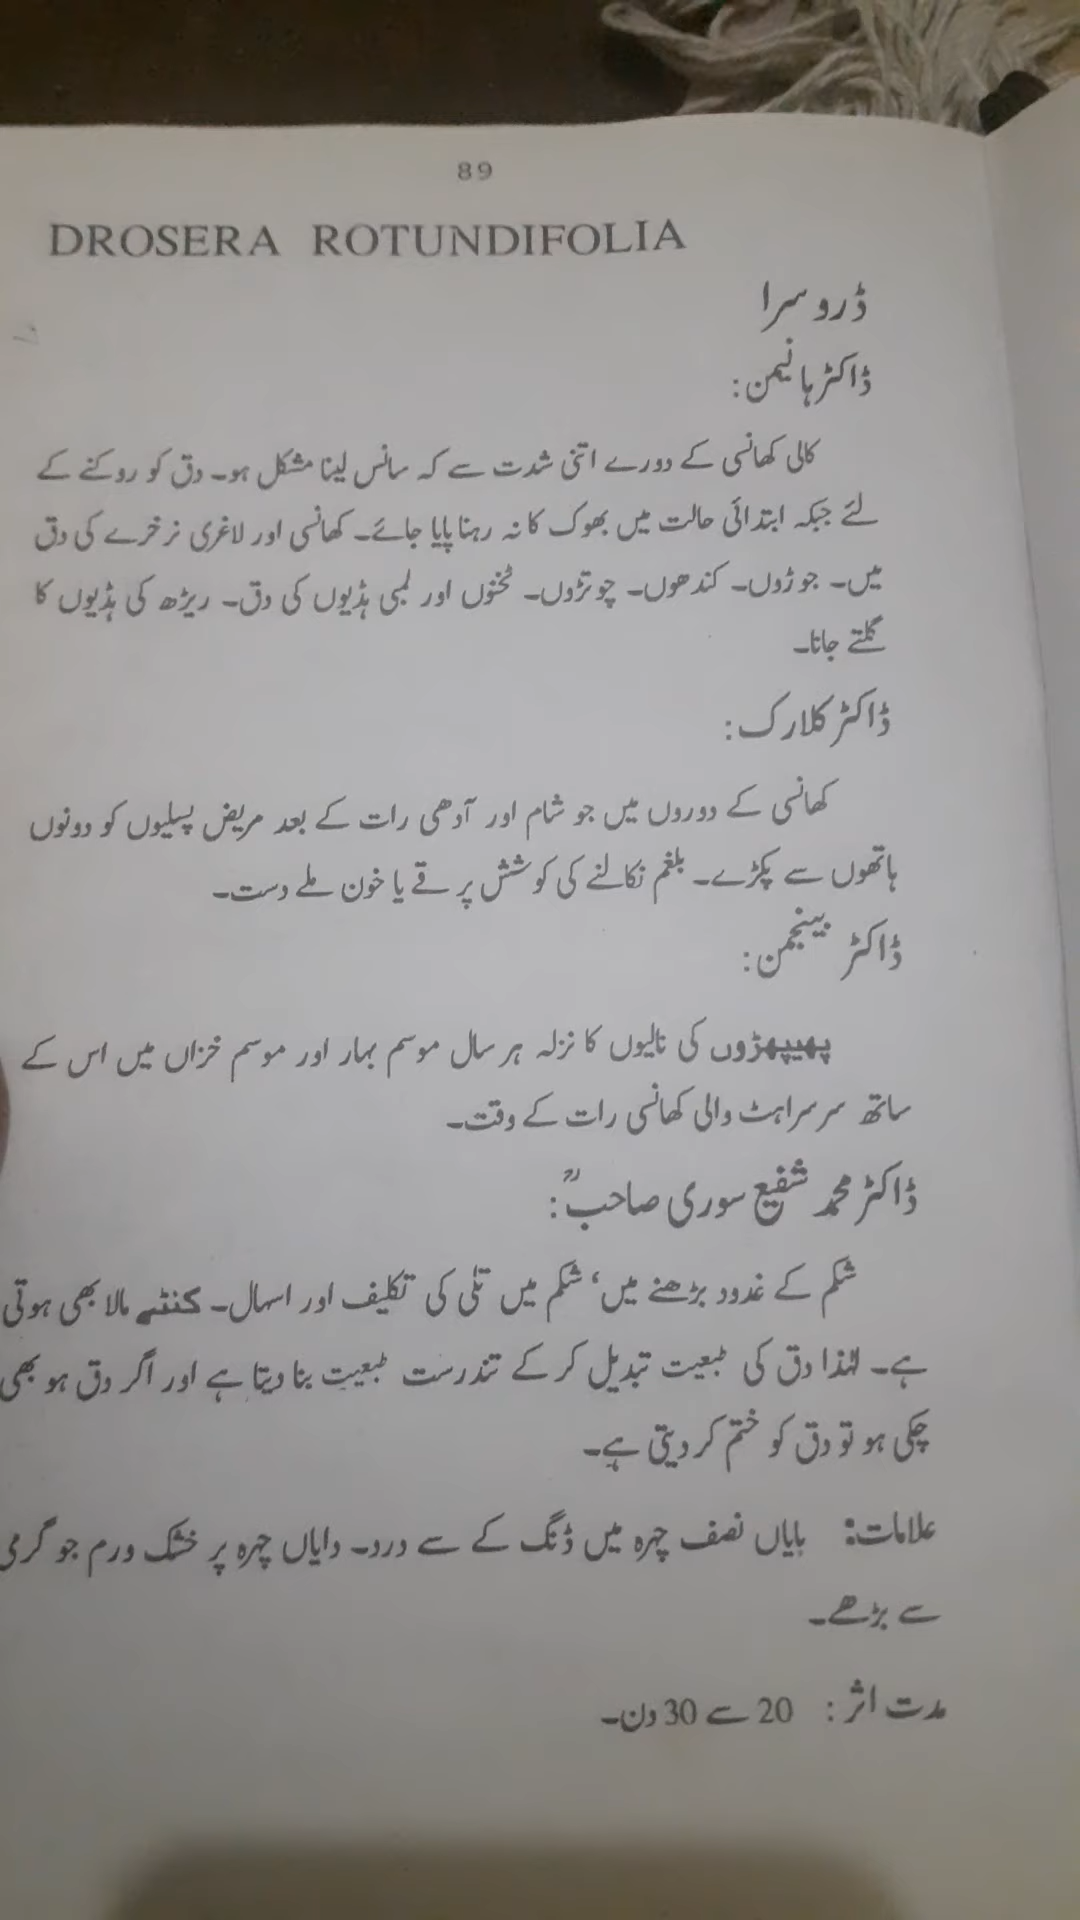 89
DROSERA ROTUNDIFOLIA
ڈروسرا
ڈاکٹر ہانیمن:
کالی کھانسی کے دورے اتنی شدت سے کہ سانس لینا مشکل ہو۔ دق کو روکنے کے
لئے جبکہ ابتدائی حالت میں بھوک کا نہ رہنا پایا جائے۔ کھانسی اور لاغری نرخرے کی دق
میں۔ جوڑوں۔ کندھوں۔ چوتڑوں۔ ٹخنوں اور لمبی ہڈیوں کی دق۔ ریڑھ کی ہڈیوں کا
گلتے جانا۔
ڈاکٹر کلارک:
کھانسی کے دوروں میں جو شام اور آدھی رات کے بعد مریض پسلیوں کو دونوں
ہاتھوں سے پکڑے۔ بلغم نکالنے کی کوشش پر قے یا خون ملے دست۔
ڈاکٹر بینجمن:
پھیپھڑوں کی نالیوں کا نزلہ ہر سال موسم بہار اور موسم خزاں میں اس کے
ساتھ سرسراہٹ والی کھانسی رات کے وقت۔
ڈاکٹر محمد شفیع سوری صاحبؒ:
شکم کے غدود بڑھنے میں، شکم میں تلی کی تکلیف اور اسہال۔ کنٹھ مالا بھی ہوتی
ہے۔ لہٰذا دق کی طبعیت تبدیل کر کے تندرست طبعیت بنا دیتا ہے اور اگر دق ہو بھی
چکی ہو تو دق کو ختم کر دیتی ہے۔
علامات: بایاں نصف چہرہ میں ڈنگ کے سے درد۔ دایاں چہرہ پر خشک ورم جو گرمی
سے بڑھے۔
مدت اثر: 20 سے 30 دن۔